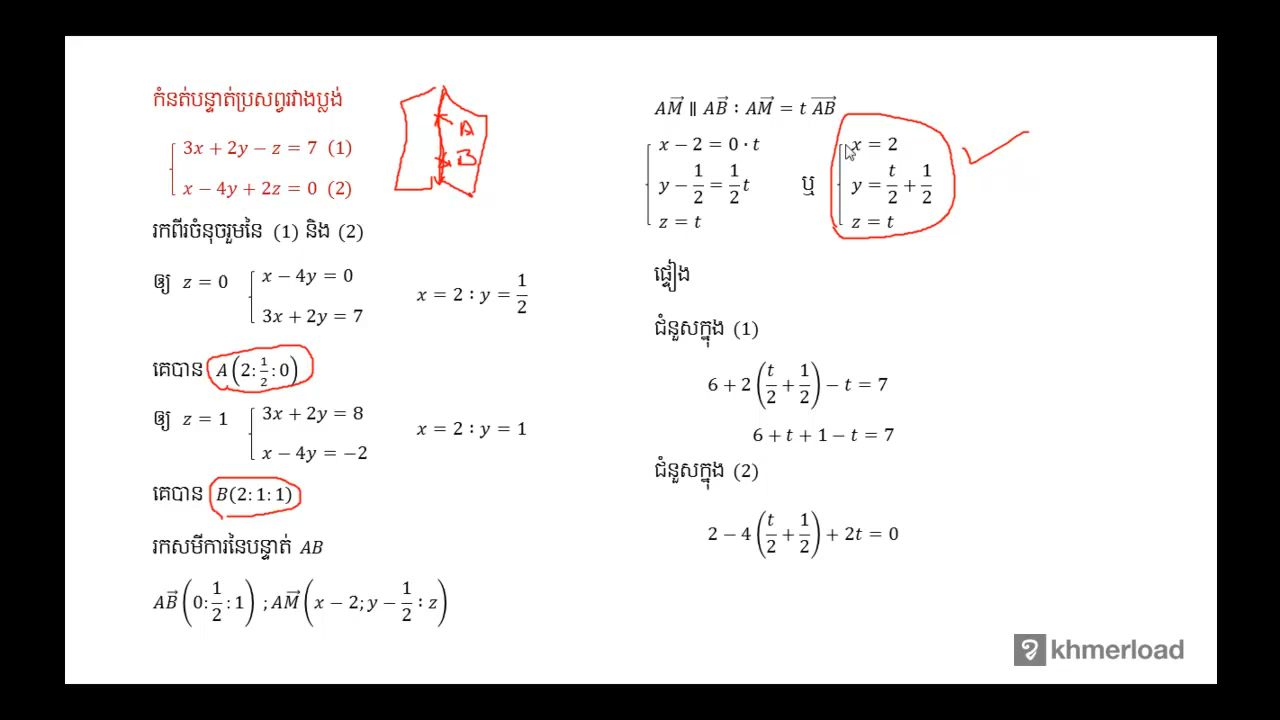 កំនត់បន្ទាត់ប្រសព្វរវាងប្លង់
3x + 2y − z = 7 (1)
x − 4y + 2z = 0 (2)
A
B
រកពីរចំនុចរួមនៃ (1) និង (2)
ឲ្យ z = 0 x − 4y = 0
3x + 2y = 7
x = 2 : y = 1/2
គេបាន A(2: 1/2 : 0)
ឲ្យ z = 1 3x + 2y = 8
x − 4y = −2
x = 2 : y = 1
គេបាន B(2: 1: 1)
រកសមីការនៃបន្ទាត់ AB
AB⃗(0: 1/2 : 1) ; AM⃗(x − 2; y − 1/2 : z)
AM⃗ ∥ AB⃗ : AM⃗ = t AB⃗
x − 2 = 0 · t
y − 1/2 = 1/2 t
z = t
ឬ
x = 2
y = t/2 + 1/2
z = t
ផ្ទៀង
ជំនួសក្នុង (1)
6 + 2(t/2 + 1/2) − t = 7
6 + t + 1 − t = 7
ជំនួសក្នុង (2)
2 − 4(t/2 + 1/2) + 2t = 0
khmerload